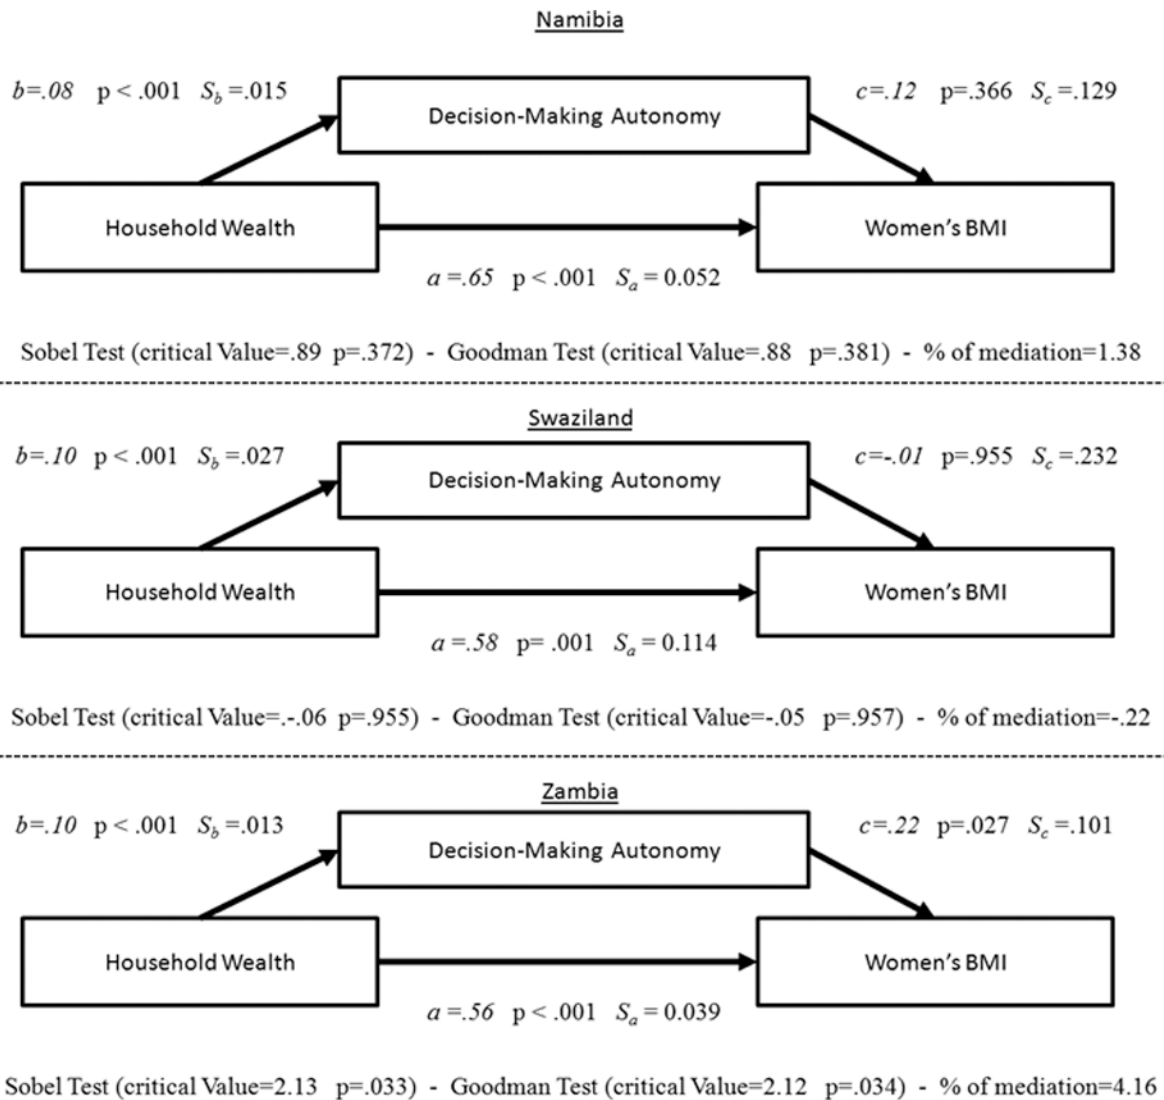 Namibia
b=.08 p < .001 Sb =.015
c=.12 p=.366 Sc =.129
Decision-Making Autonomy
Household Wealth
Women's BMI
a =.65 p < .001 Sa = 0.052
Sobel Test (critical Value=.89 p=.372) - Goodman Test (critical Value=.88 p=.381) - % of mediation=1.38
Swaziland
b=.10 p < .001 Sb =.027
c=-.01 p=.955 Sc =.232
Decision-Making Autonomy
Household Wealth
Women's BMI
a =.58 p= .001 Sa = 0.114
Sobel Test (critical Value=.-.06 p=.955) - Goodman Test (critical Value=-.05 p=.957) - % of mediation=-.22
Zambia
b=.10 p < .001 Sb =.013
c=.22 p=.027 Sc =.101
Decision-Making Autonomy
Household Wealth
Women's BMI
a =.56 p < .001 Sa = 0.039
Sobel Test (critical Value=2.13 p=.033) - Goodman Test (critical Value=2.12 p=.034) - % of mediation=4.16